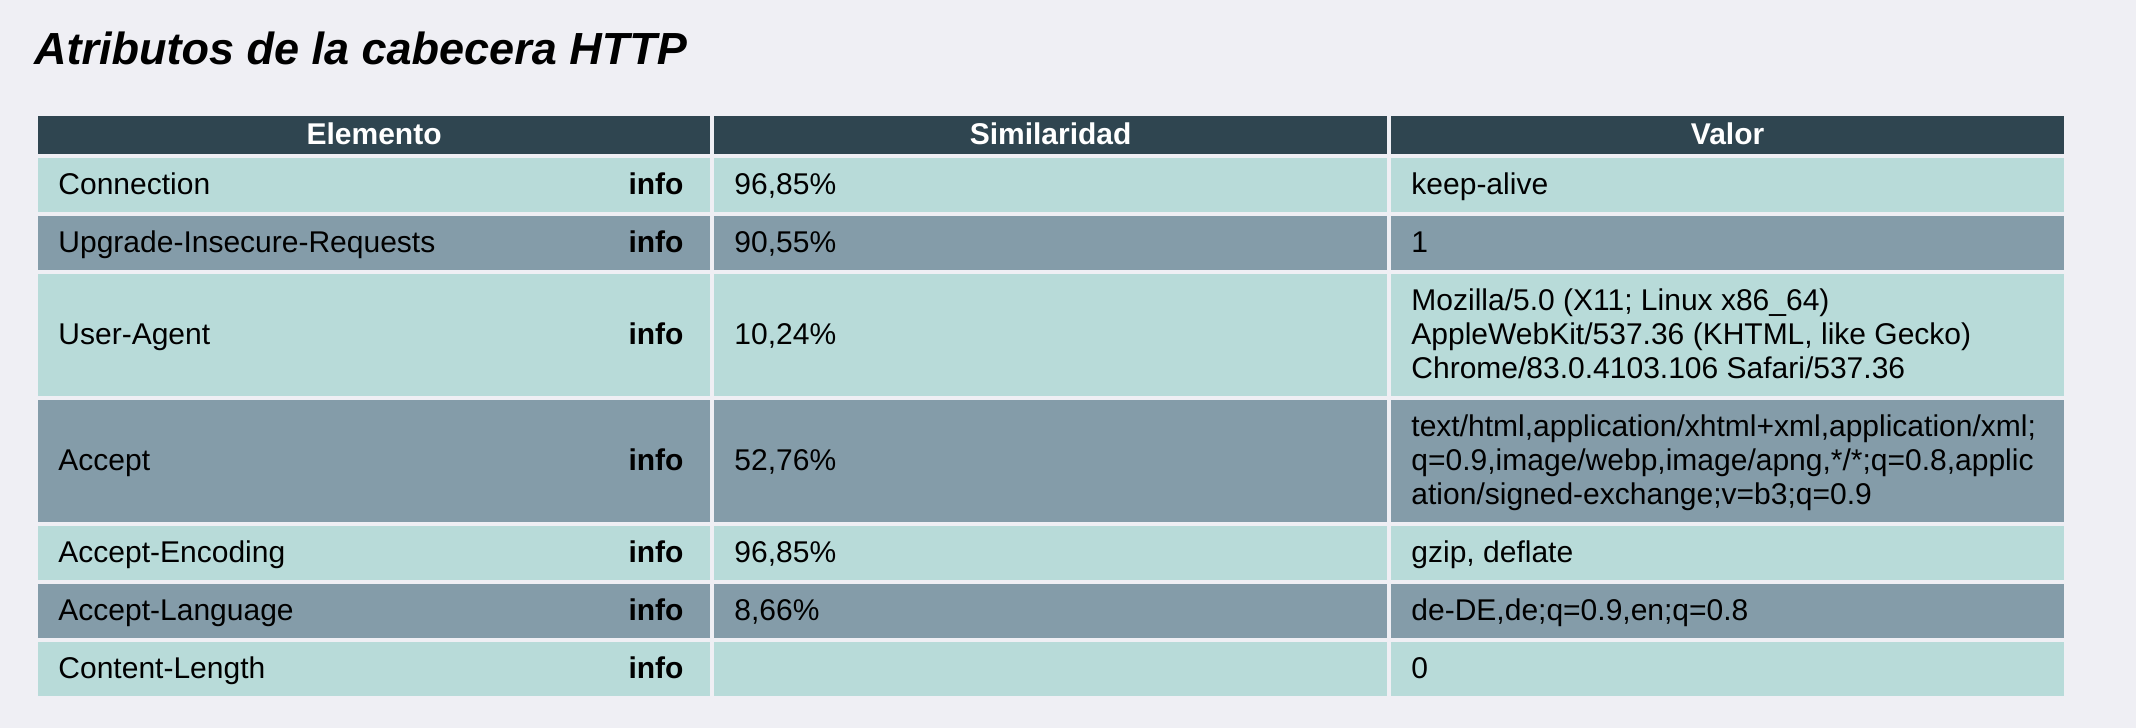 Atributos de la cabecera HTTP
Elemento Similaridad Valor
Connection info 96,85% keep-alive
Upgrade-Insecure-Requests info 90,55% 1
User-Agent info 10,24% Mozilla/5.0 (X11; Linux x86_64)
AppleWebKit/537.36 (KHTML, like Gecko)
Chrome/83.0.4103.106 Safari/537.36
Accept info 52,76% text/html,application/xhtml+xml,application/xml;
q=0.9,image/webp,image/apng,*/*;q=0.8,applic
ation/signed-exchange;v=b3;q=0.9
Accept-Encoding info 96,85% gzip, deflate
Accept-Language info 8,66% de-DE,de;q=0.9,en;q=0.8
Content-Length info 0